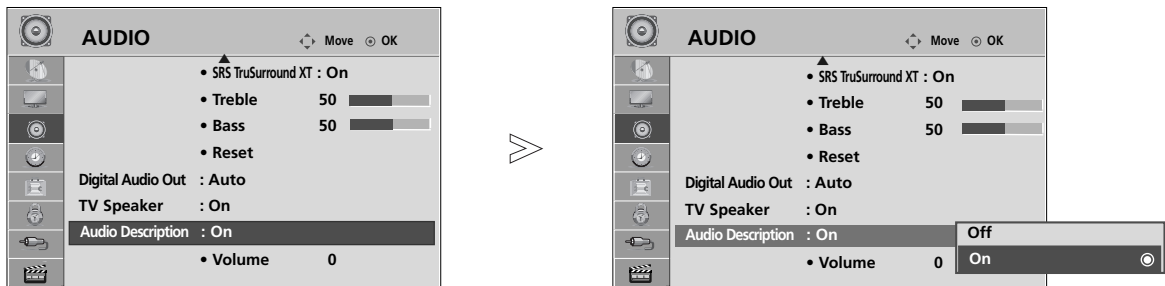 AUDIO
Move OK
• SRS TruSurround XT : On
• Treble 50
• Bass 50
• Reset
Digital Audio Out : Auto
TV Speaker : On
Audio Description : On
• Volume 0
AUDIO
Move OK
• SRS TruSurround XT : On
• Treble 50
• Bass 50
• Reset
Digital Audio Out : Auto
TV Speaker : On
Audio Description : On
• Volume 0
Off
On